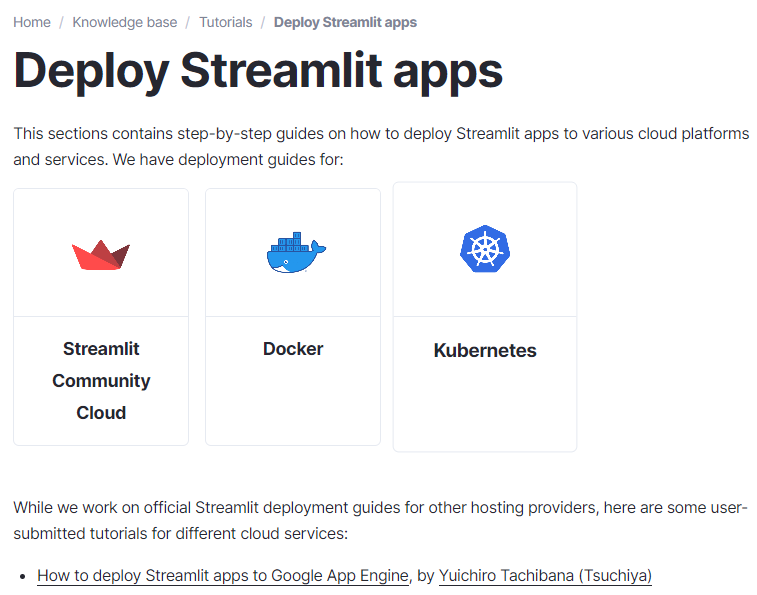 Home / Knowledge base / Tutorials / Deploy Streamlit apps
Deploy Streamlit apps
This sections contains step-by-step guides on how to deploy Streamlit apps to various cloud platforms
and services. We have deployment guides for:
Streamlit
Community
Cloud
Docker
Kubernetes
While we work on official Streamlit deployment guides for other hosting providers, here are some user-
submitted tutorials for different cloud services:
• How to deploy Streamlit apps to Google App Engine, by Yuichiro Tachibana (Tsuchiya)